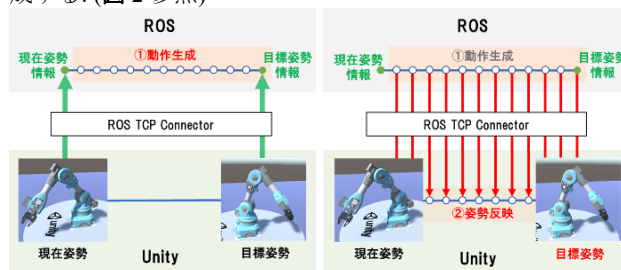 成する. (図2参照)
ROS
①動作生成
現在姿勢
情報
目標姿勢
情報
ROS TCP Connector
unity
現在姿勢
Unity
目標姿勢
ROS
①動作生成
現在姿勢
情報
目標姿勢
情報
ROS TCP Connector
②姿勢反映
unity
現在姿勢
Unity
目標姿勢